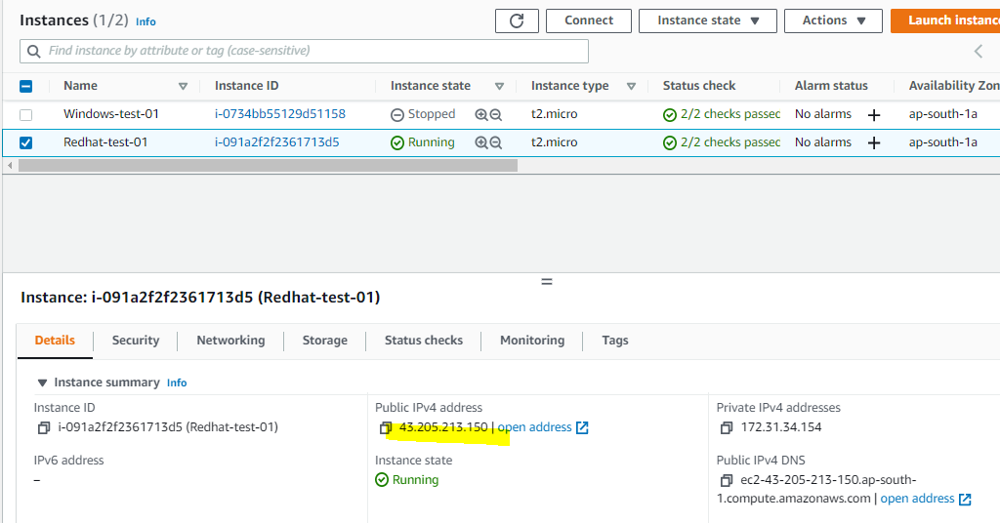 Instances (1/2) Info
Connect
Instance state
Actions
Launch instance
Find instance by attribute or tag (case-sensitive)
Name Instance ID Instance state Instance type Status check Alarm status Availability Zon
Windows-test-01 i-0734bb55129d51158 Stopped t2.micro 2/2 checks passed No alarms + ap-south-1a
Redhat-test-01 i-091a2f2f2361713d5 Running t2.micro 2/2 checks passed No alarms + ap-south-1a
Instance: i-091a2f2f2361713d5 (Redhat-test-01)
Details Security Networking Storage Status checks Monitoring Tags
Instance summary Info
Instance ID
i-091a2f2f2361713d5 (Redhat-test-01)
IPv6 address
–
Public IPv4 address
43.205.213.150 | open address
Instance state
Running
Private IPv4 addresses
172.31.34.154
Public IPv4 DNS
ec2-43-205-213-150.ap-south-
1.compute.amazonaws.com | open address